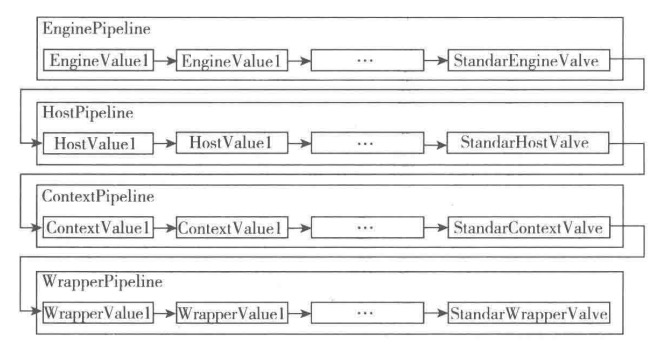 EnginePipeline
EngineValue1 EngineValue1 ... StandarEngineValve
HostPipeline
HostValue1 HostValue1 ... StandarHostValve
ContextPipeline
ContextValue1 ContextValue1 ... StandarContextValve
WrapperPipeline
WrapperValue1 WrapperValue1 ... StandarWrapperValve